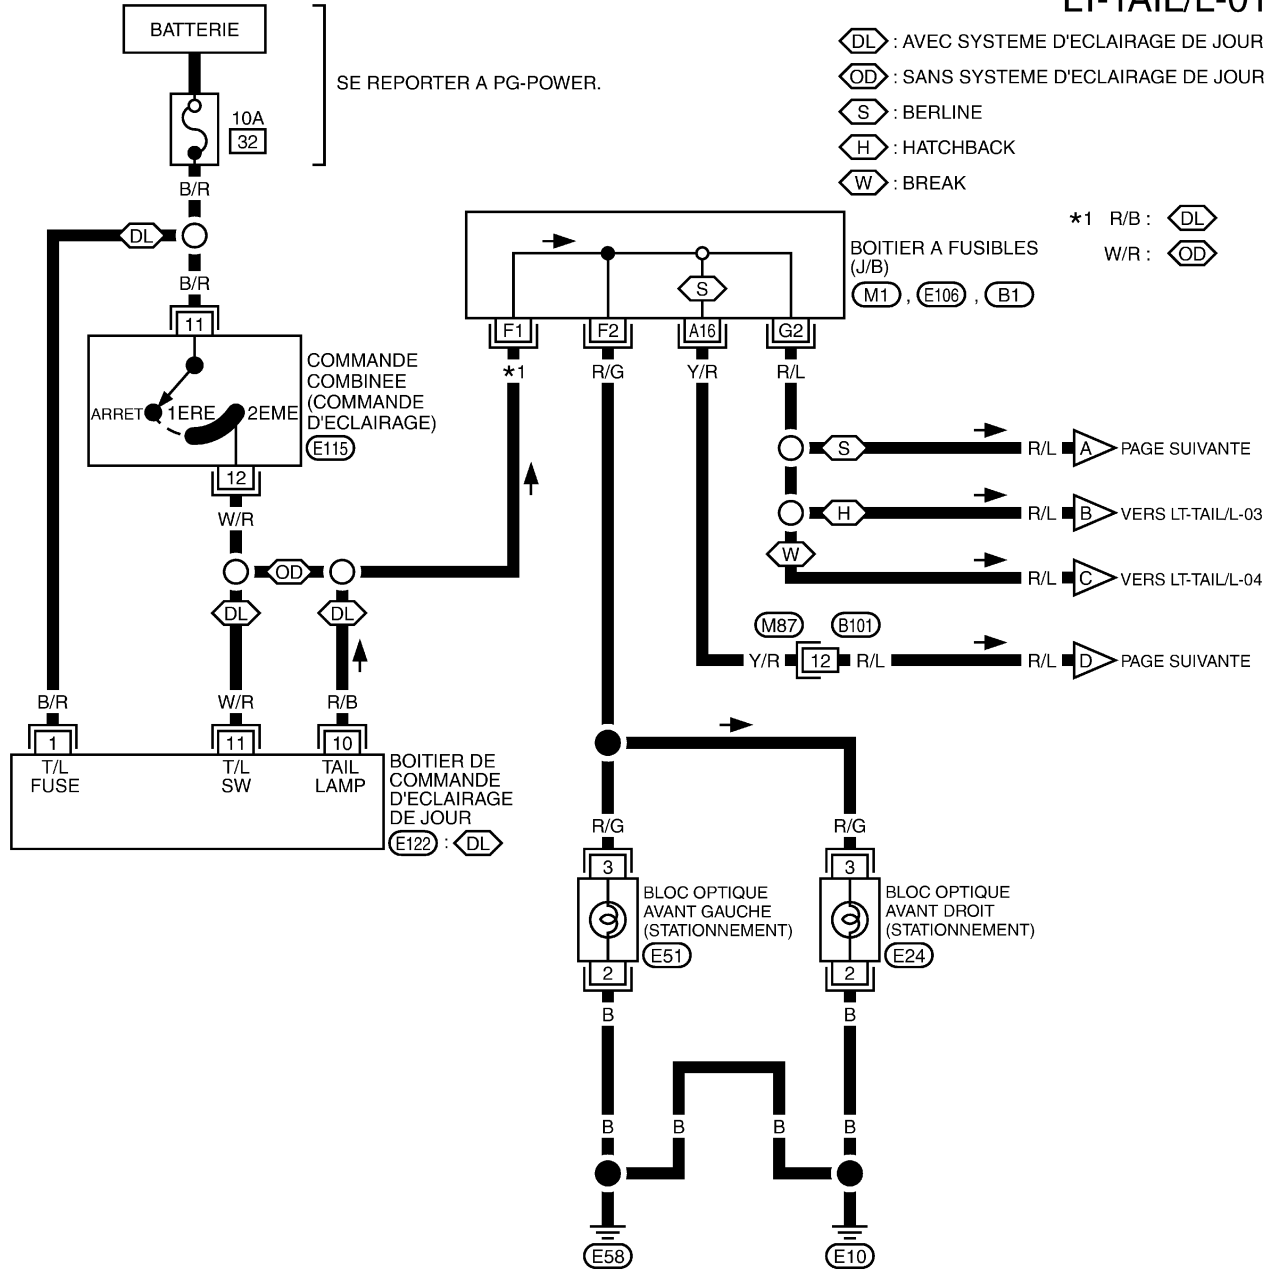 LT-TAIL/L-01
BATTERIE
10A
32
SE REPORTER A PG-POWER.
DL : AVEC SYSTEME D'ECLAIRAGE DE JOUR
OD : SANS SYSTEME D'ECLAIRAGE DE JOUR
S : BERLINE
H : HATCHBACK
W : BREAK
*1 R/B : DL
W/R : OD
B/R
DL
B/R
11
COMMANDE
COMBINEE
(COMMANDE
D'ECLAIRAGE)
E115
ARRET 1ERE 2EME
12
W/R
OD
DL DL
B/R W/R R/B
1 11 10
T/L
FUSE
T/L
SW
TAIL
LAMP
BOITIER DE
COMMANDE
D'ECLAIRAGE
DE JOUR
E122 : DL
BOITIER A FUSIBLES
(J/B)
M1 , E106 , B1
S
F1 F2 A16 G2
*1 R/G Y/R R/L
S R/L A PAGE SUIVANTE
H R/L B VERS LT-TAIL/L-03
W
R/L C VERS LT-TAIL/L-04
M87 B101
Y/R 12 R/L R/L D PAGE SUIVANTE
R/G R/G
3 3
BLOC OPTIQUE
AVANT GAUCHE
(STATIONNEMENT)
E51
BLOC OPTIQUE
AVANT DROIT
(STATIONNEMENT)
E24
2 2
B B
B B B B
E58 E10